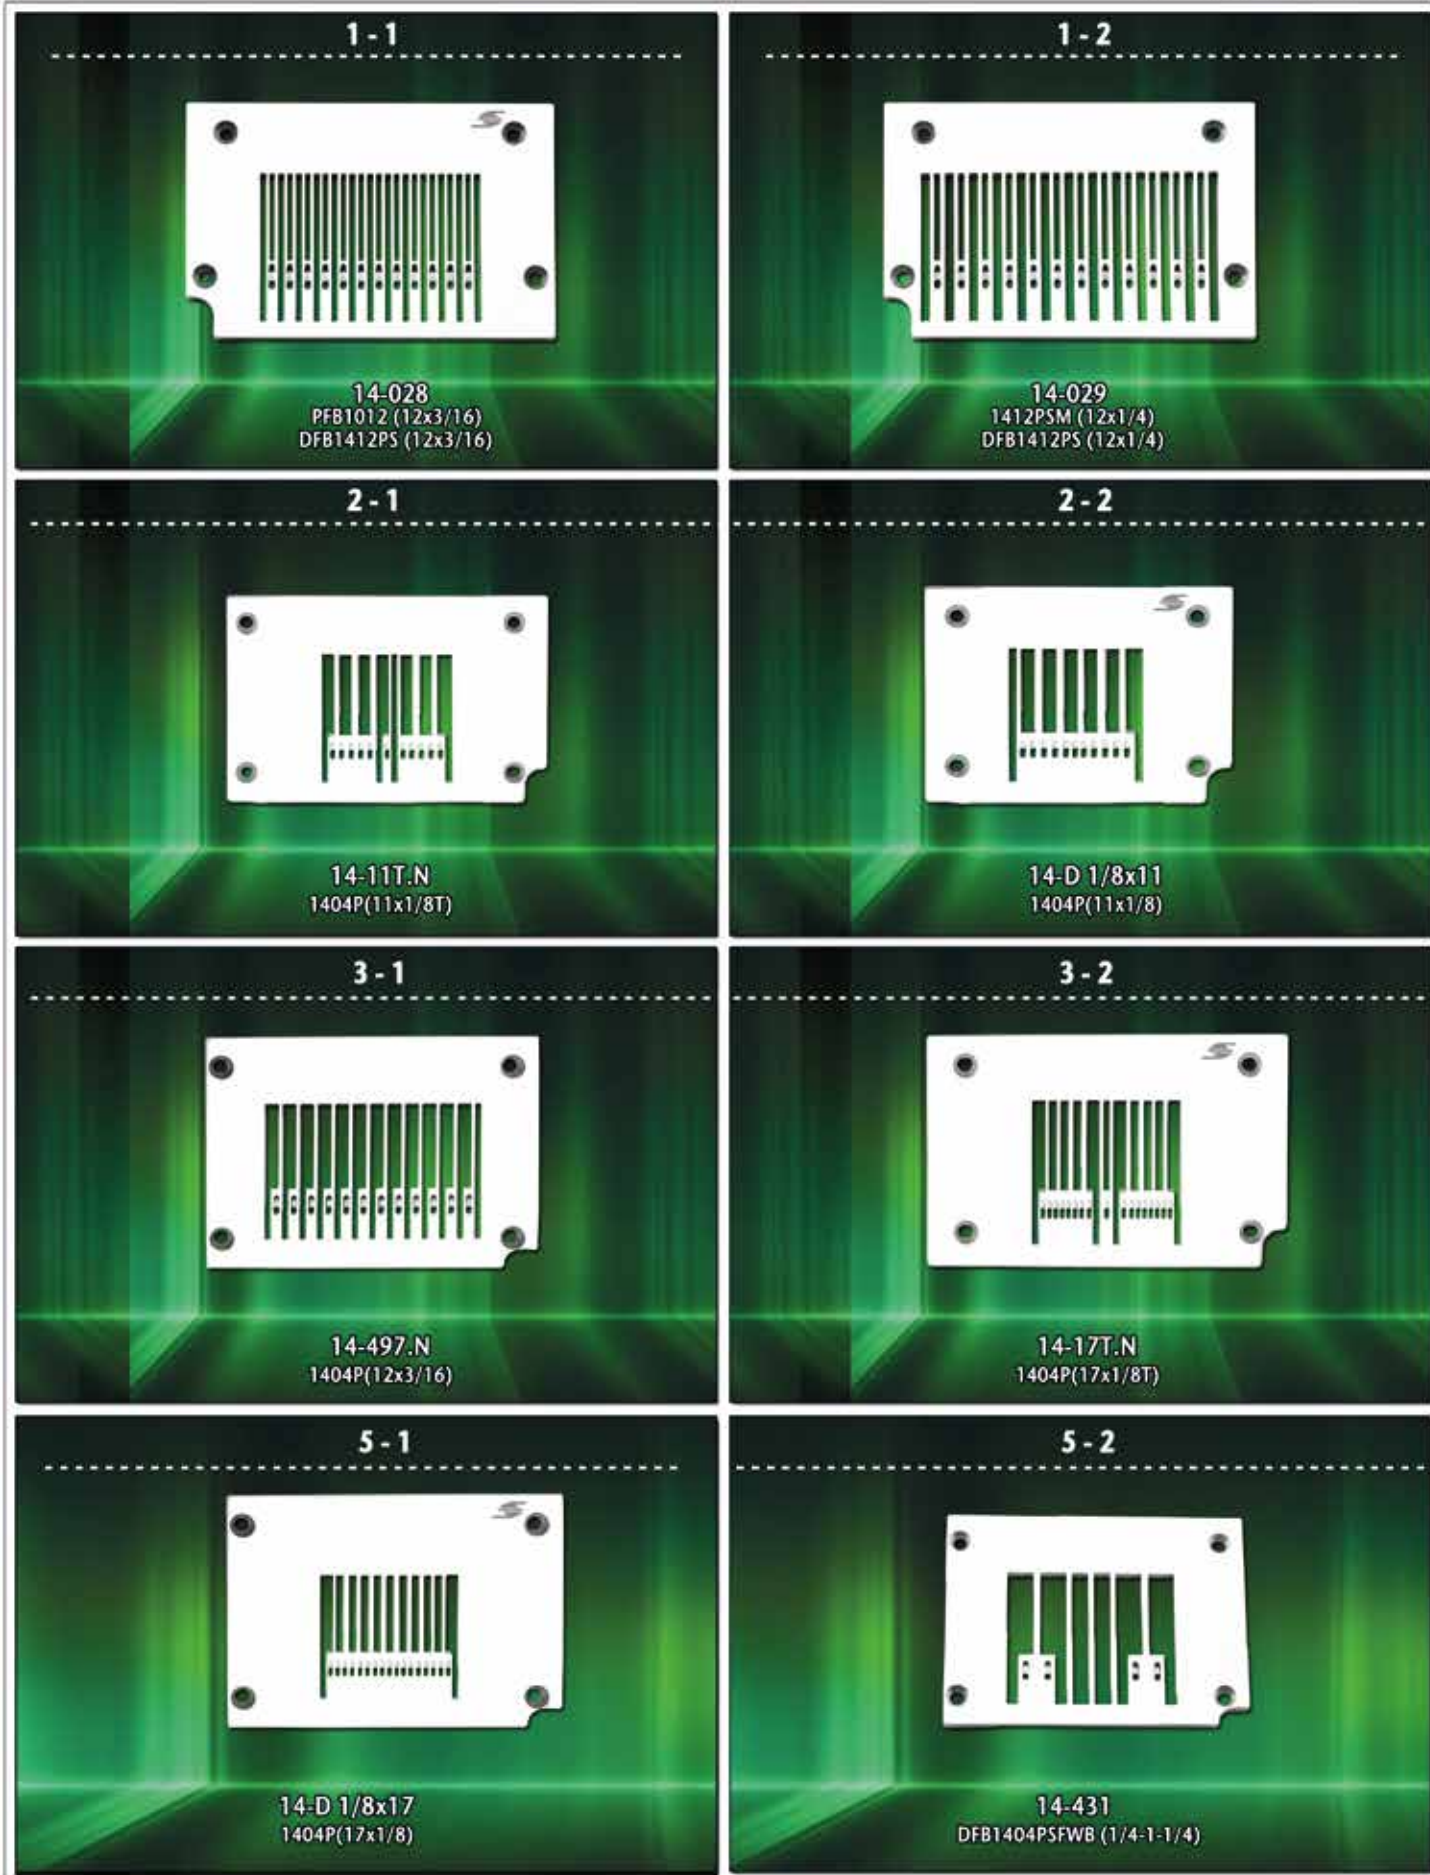 1 - 1
14-028
PFB1012 (12x3/16)
DFB1412PS (12x3/16)
1 - 2
14-029
1412PSM (12x1/4)
DFB1412PS (12x1/4)
2 - 1
14-11T.N
1404P(11x1/8T)
2 - 2
14-D 1/8x11
1404P(11x1/8)
3 - 1
14-497.N
1404P(12x3/16)
3 - 2
14-17T.N
1404P(17x1/8T)
5 - 1
14-D 1/8x17
1404P(17x1/8)
5 - 2
14-431
DFB1404PSFWB (1/4-1-1/4)